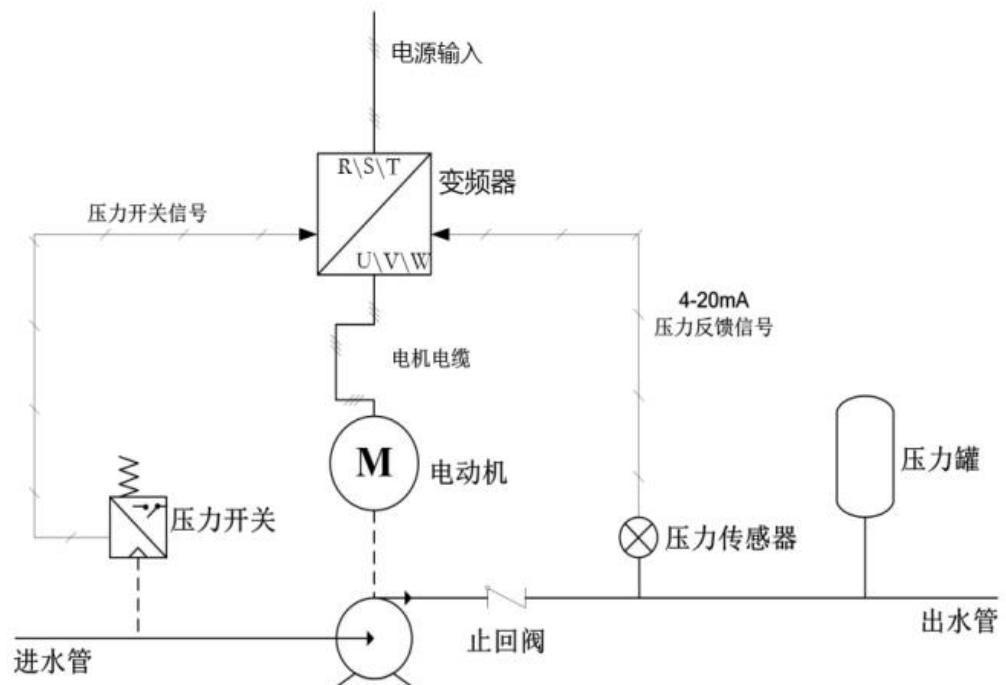 电源输入
R\S\T
变频器
压力开关信号
U\V\W
4-20mA
压力反馈信号
电机电缆
M
电动机
压力罐
压力开关
压力传感器
止回阀
出水管
进水管